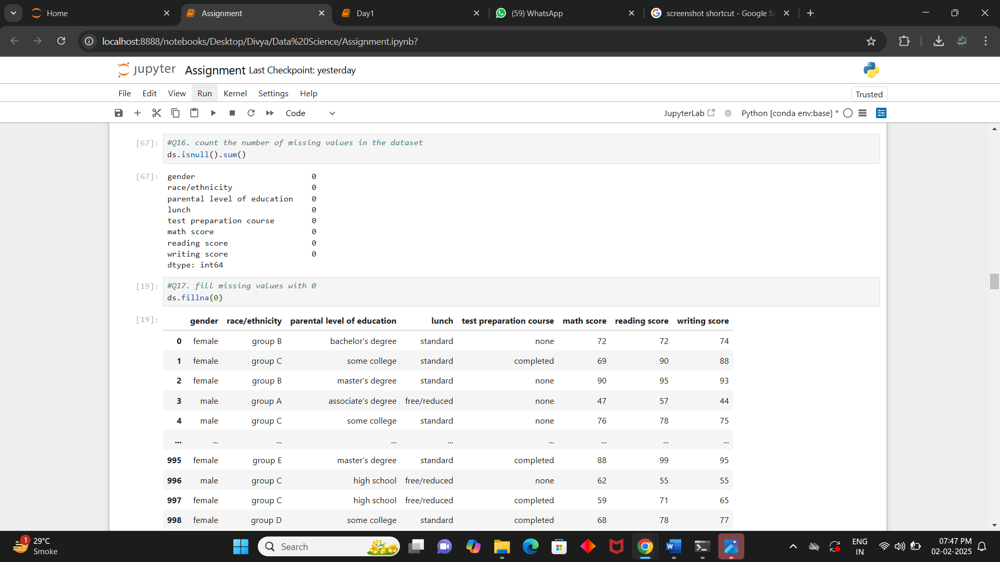 Home
Assignment
Day1
(59) WhatsApp
screenshot shortcut - Google Se
localhost:8888/notebooks/Desktop/Divya/Data%20Science/Assignment.ipynb?
jupyter Assignment Last Checkpoint: yesterday
File Edit View Run Kernel Settings Help
Trusted
Code
JupyterLab
Python [conda env:base] *
[67]: #Q16. count the number of missing values in the dataset
ds.isnull().sum()
[67]: gender 0
race/ethnicity 0
parental level of education 0
lunch 0
test preparation course 0
math score 0
reading score 0
writing score 0
dtype: int64
[19]: #Q17. fill missing values with 0
ds.fillna(0)
[19]: gender race/ethnicity parental level of education lunch test preparation course math score reading score writing score
0 female group B bachelor's degree standard none 72 72 74
1 female group C some college standard completed 69 90 88
2 female group B master's degree standard none 90 95 93
3 male group A associate's degree free/reduced none 47 57 44
4 male group C some college standard none 76 78 75
... ... ... ... ... ... ... ... ...
995 female group E master's degree standard completed 88 99 95
996 male group C high school free/reduced none 62 55 55
997 female group C high school free/reduced completed 59 71 65
998 female group D some college standard completed 68 78 77
1
29°C
Smoke
Search
W
ENG
IN
07:47 PM
02-02-2025